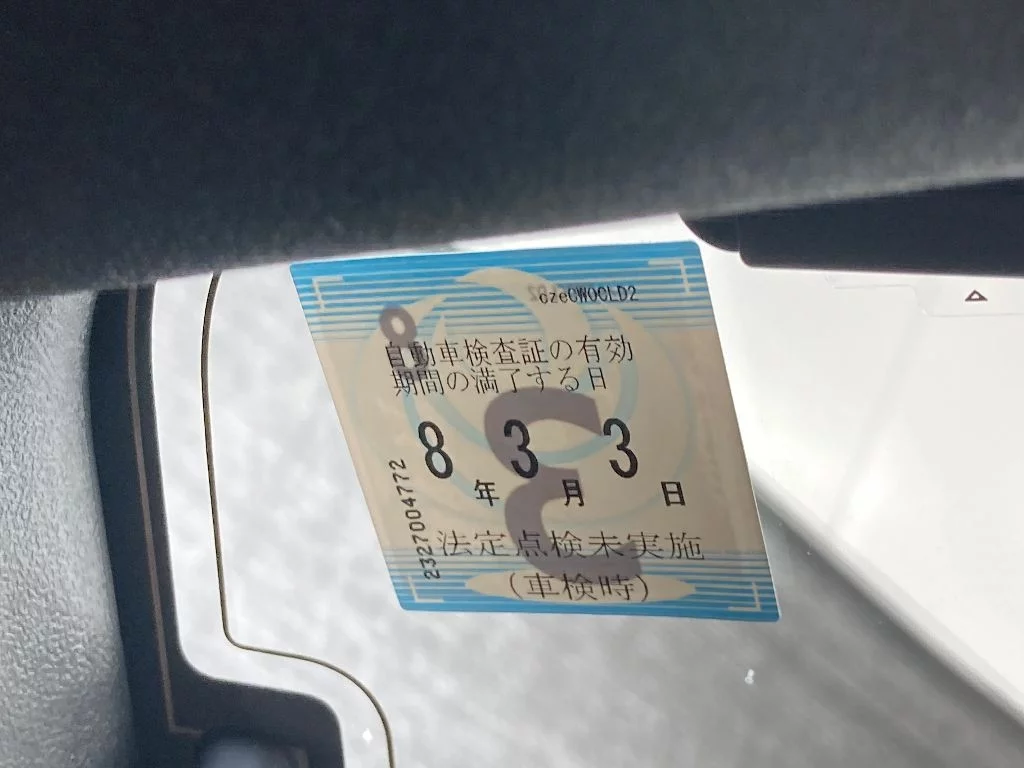 czeCW0CLD2
自動車検査証の有効
期間の満了する日
8年3月3日
2327004772
法定点検未実施
(車検時)